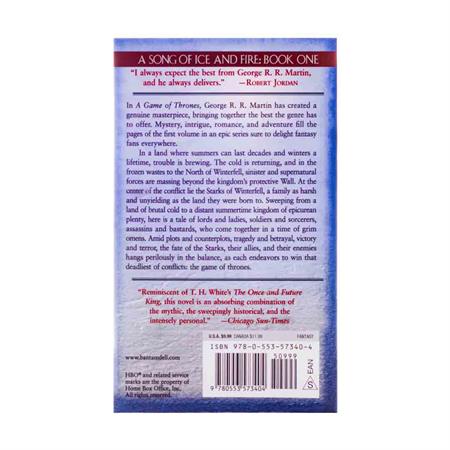 A SONG OF ICE AND FIRE: BOOK ONE
"I always expect the best from George R. R. Martin,
and he always delivers." —ROBERT JORDAN
In A Game of Thrones, George R. R. Martin has created a
genuine masterpiece, bringing together the best the genre has
to offer. Mystery, intrigue, romance, and adventure fill the
pages of the first volume in an epic series sure to delight fantasy
fans everywhere.
In a land where summers can last decades and winters
a lifetime, trouble is brewing. The cold is returning, and in the
frozen wastes to the North of Winterfell, sinister and supernatural
forces are massing beyond the kingdom's protective Wall. At the
center of the conflict lie the Starks of Winterfell, a family as harsh
and unyielding as the land they were born to. Sweeping from a
land of brutal cold to a distant summertime kingdom of epicurean
plenty, here is a tale of lords and ladies, soldiers and sorcerers,
assassins and bastards, who come together in a time of grim
omens. Amid plots and counterplots, tragedy and betrayal, victory
and terror, the fate of the Starks, their allies, and their enemies
hangs perilously in the balance, as each endeavors to win that
deadliest of conflicts: the game of thrones.
"Reminiscent of T. H. White's The Once and Future
King, this novel is an absorbing combination of
the mythic, the sweepingly historical, and the
intensely personal." —Chicago Sun-Times
U.S.A. $9.99 CANADA $11.99 FANTASY
ISBN 978-0-553-57340-4
50999
www.bantamdell.com
HBO® and related service
marks are the property of
Home Box Office, Inc.
All rights reserved.
9 780553 573404
S EAN